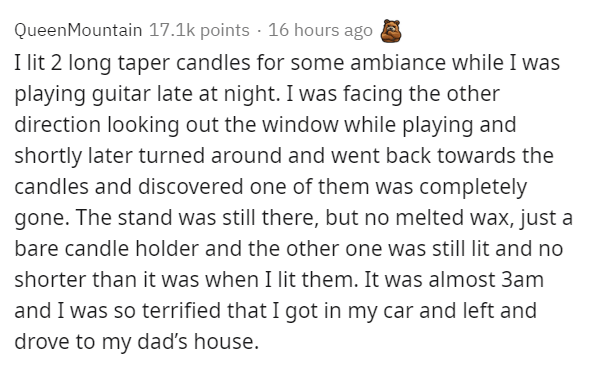 QueenMountain 17.1k points · 16 hours ago
I lit 2 long taper candles for some ambiance while I was
playing guitar late at night. I was facing the other
direction looking out the window while playing and
shortly later turned around and went back towards the
candles and discovered one of them was completely
gone. The stand was still there, but no melted wax, just a
bare candle holder and the other one was still lit and no
shorter than it was when I lit them. It was almost 3am
and I was so terrified that I got in my car and left and
drove to my dad’s house.